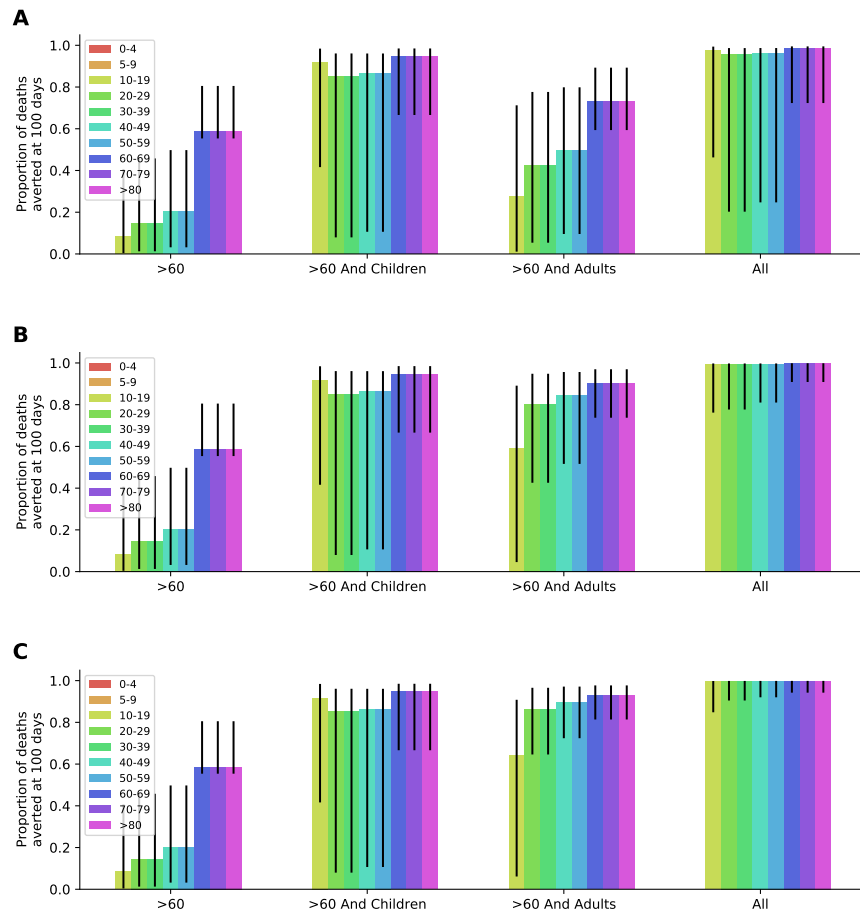 A
Proportion of deaths
averted at 100 days
1.0
0.8
0.6
0.4
0.2
0.0
0-4
5-9
10-19
20-29
30-39
40-49
50-59
60-69
70-79
>80
>60
>60 And Children
>60 And Adults
All
B
Proportion of deaths
averted at 100 days
1.0
0.8
0.6
0.4
0.2
0.0
0-4
5-9
10-19
20-29
30-39
40-49
50-59
60-69
70-79
>80
>60
>60 And Children
>60 And Adults
All
C
Proportion of deaths
averted at 100 days
1.0
0.8
0.6
0.4
0.2
0.0
0-4
5-9
10-19
20-29
30-39
40-49
50-59
60-69
70-79
>80
>60
>60 And Children
>60 And Adults
All